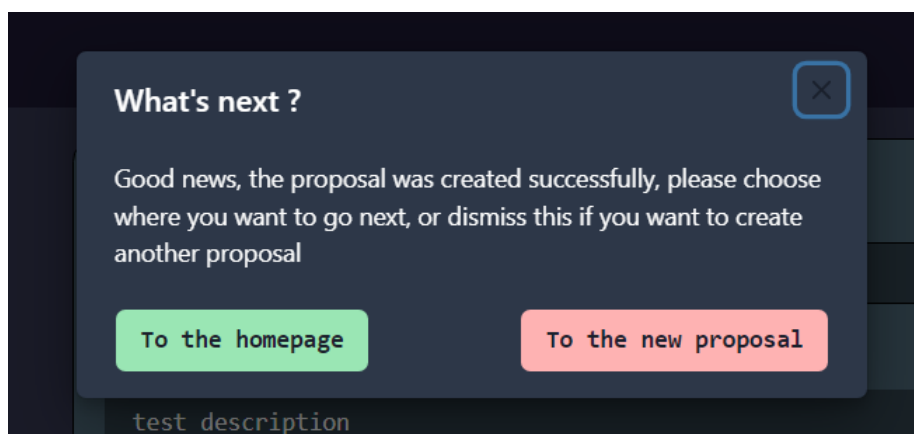 What's next ?
Good news, the proposal was created successfully, please choose
where you want to go next, or dismiss this if you want to create
another proposal
To the homepage
To the new proposal
test description